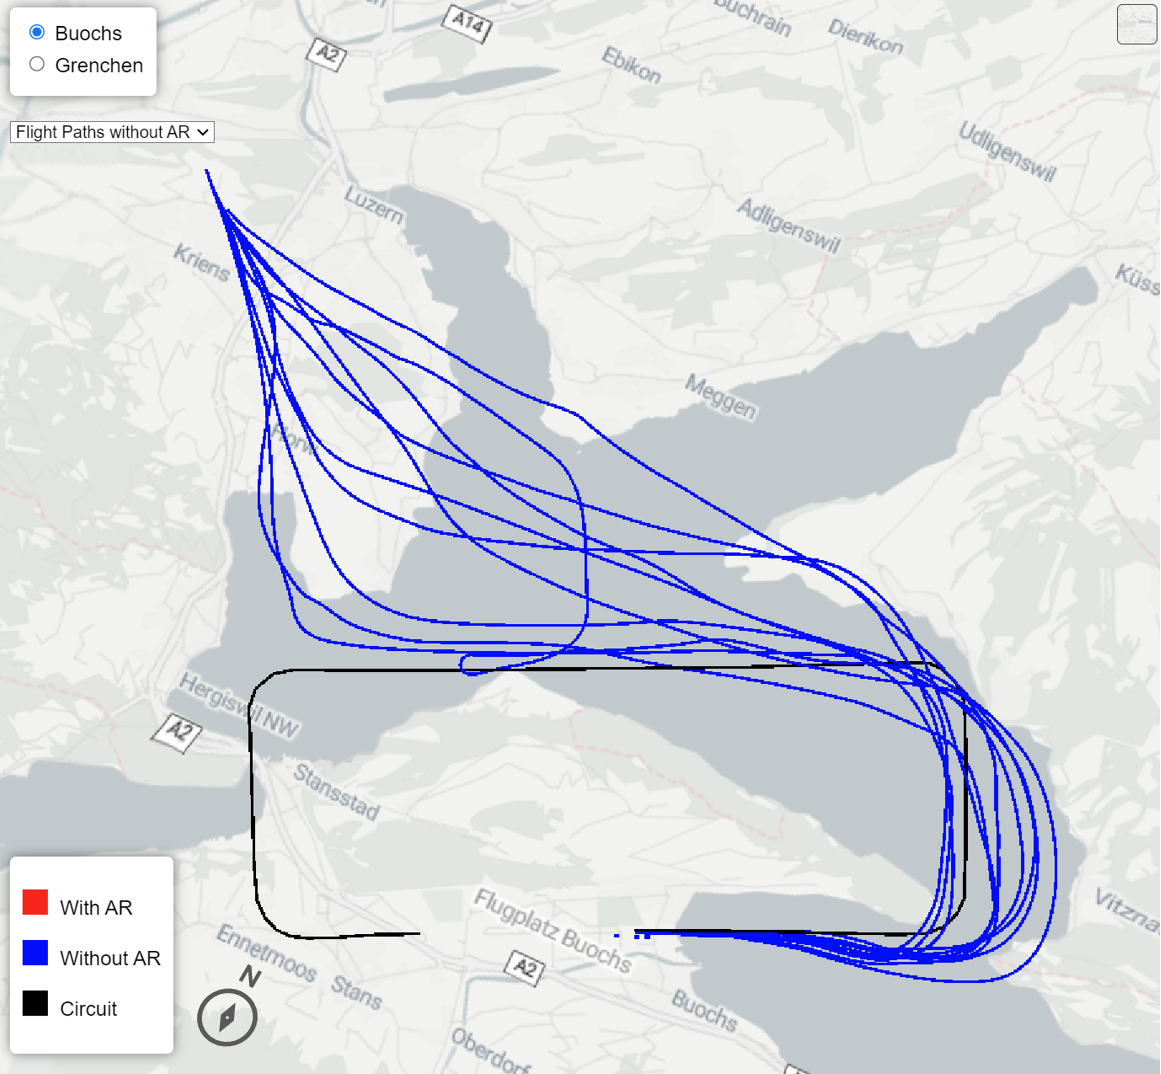 Buochs
Grenchen
Flight Paths without AR
A14
A2
Buchrain
Dierikon
Ebikon
Udligenswil
Luzern
Adligenswil
Kriens
Küss
Meggen
Horw
Hergiswil NW
A2
Stansstad
With AR
Without AR
Circuit
Flugplatz Buochs
Vitzna
Ennetmoos
Stans
A2
N
Buochs
Oberdorf